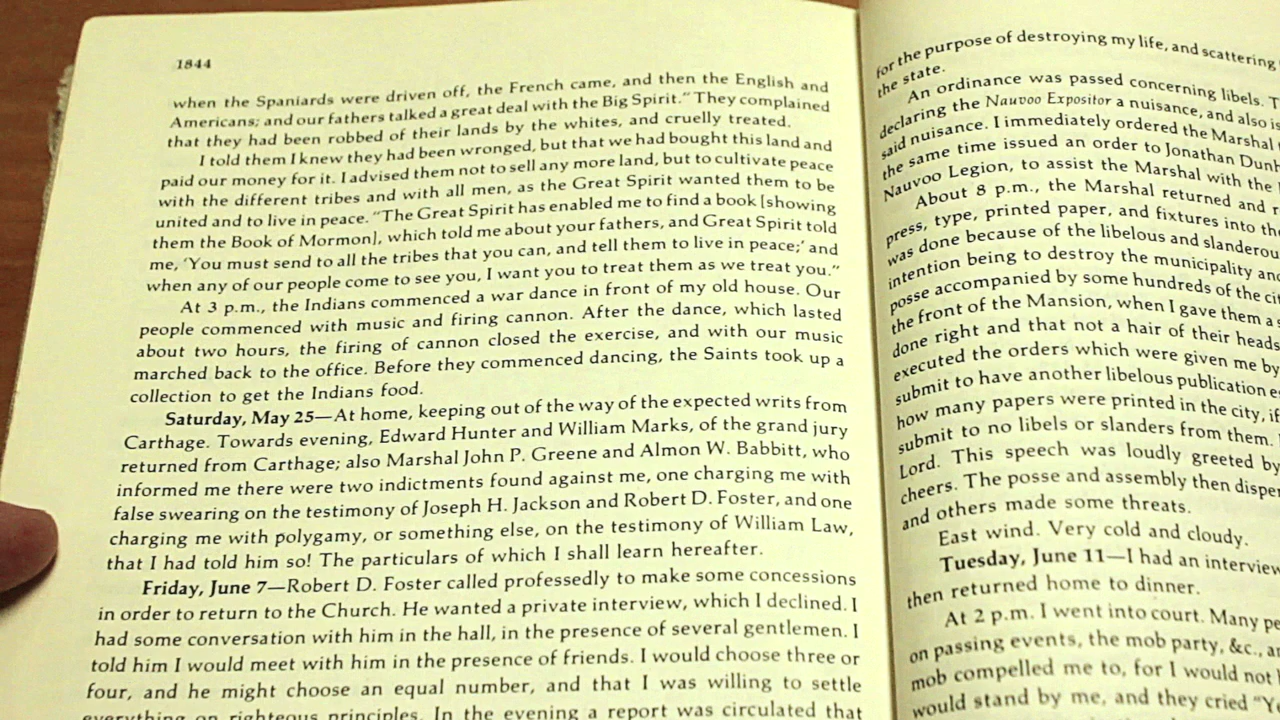 1844
when the Spaniards were driven off, the French came, and then the English and
Americans; and our fathers talked a great deal with the Big Spirit." They complained
that they had been robbed of their lands by the whites, and cruelly treated.
I told them I knew they had been wronged, but that we had bought this land and
paid our money for it. I advised them not to sell any more land, but to cultivate peace
with the different tribes and with all men, as the Great Spirit wanted them to be
united and to live in peace. "The Great Spirit has enabled me to find a book [showing
them the Book of Mormon], which told me about your fathers, and Great Spirit told
me, 'You must send to all the tribes that you can, and tell them to live in peace;' and
when any of our people come to see you, I want you to treat them as we treat you."
At 3 p.m., the Indians commenced a war dance in front of my old house. Our
people commenced with music and firing cannon. After the dance, which lasted
about two hours, the firing of cannon closed the exercise, and with our music
marched back to the office. Before they commenced dancing, the Saints took up a
collection to get the Indians food.
Saturday, May 25—At home, keeping out of the way of the expected writs from
Carthage. Towards evening, Edward Hunter and William Marks, of the grand jury
returned from Carthage; also Marshal John P. Greene and Almon W. Babbitt, who
informed me there were two indictments found against me, one charging me with
false swearing on the testimony of Joseph H. Jackson and Robert D. Foster, and one
charging me with polygamy, or something else, on the testimony of William Law,
that I had told him so! The particulars of which I shall learn hereafter.
Friday, June 7—Robert D. Foster called professedly to make some concessions
in order to return to the Church. He wanted a private interview, which I declined. I
had some conversation with him in the hall, in the presence of several gentlemen. I
told him I would meet with him in the presence of friends. I would choose three or
four, and he might choose an equal number, and that I was willing to settle
everything on righteous principles. In the evening a report was circulated that
for the purpose of destroying my life, and scattering
the state.
An ordinance was passed concerning libels.
declaring the Nauvoo Expositor a nuisance, and also
said nuisance. I immediately ordered the Marshal
the same time issued an order to Jonathan
Nauvoo Legion, to assist the Marshal with the
About 8 p.m., the Marshal returned and
press, type, printed paper, and fixtures into
was done because of the libelous and
intention being to destroy the municipality
posse accompanied by some hundreds of the
the front of the Mansion, when I gave them a
done right and that not a hair of their heads
executed the orders which were given me by
submit to have another libelous publication
how many papers were printed in the city,
submit to no libels or slanders from them.
Lord. This speech was loudly greeted by
cheers. The posse and assembly then
and others made some threats.
East wind. Very cold and cloudy.
Tuesday, June 11—I had an interview
then returned home to dinner.
At 2 p.m. I went into court. Many
on passing events, the mob party, &c.,
mob compelled me to, for I would not
would stand by me, and they cried